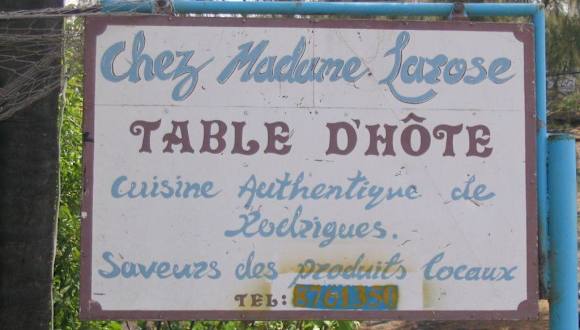 Chez Madame Larose
TABLE D'HÔTE
Cuisine Authentique de
Rodrigues.
Saveurs des produits locaux
TEL: 8761350